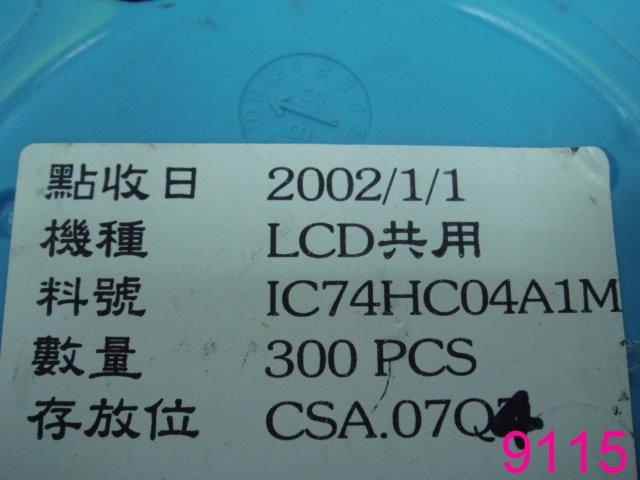 點收日 2002/1/1
機種 LCD共用
料號 IC74HC04A1M
數量 300 PCS
存放位 CSA.07Q4
9115